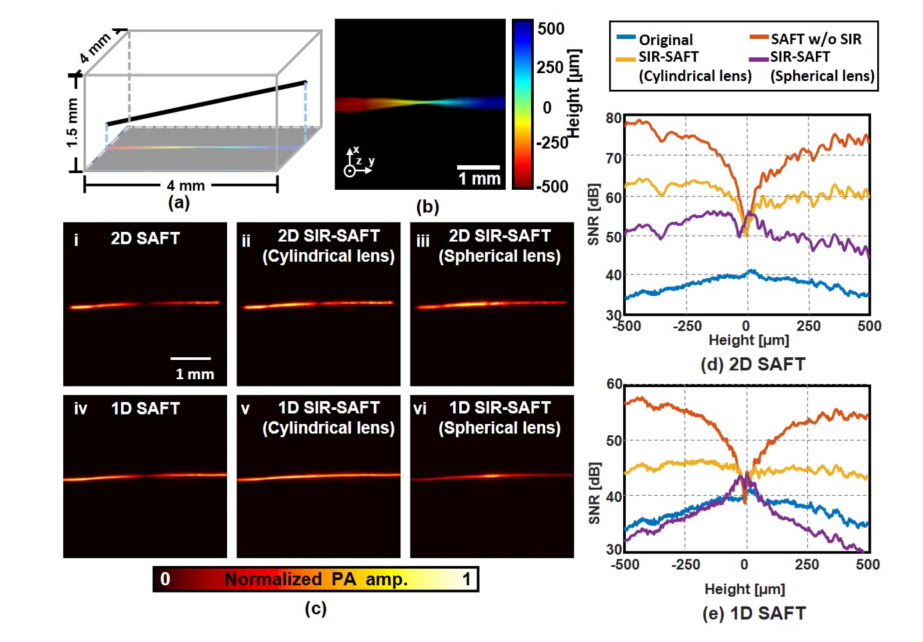 4 mm
1.5 mm
4 mm
(a)
x
z y
1 mm
500
250
0
-250
-500
Height [µm]
(b)
Original
SAFT w/o SIR
SIR-SAFT
(Cylindrical lens)
SIR-SAFT
(Spherical lens)
i
2D SAFT
1 mm
ii
2D SIR-SAFT
(Cylindrical lens)
iii
2D SIR-SAFT
(Spherical lens)
iv
1D SAFT
v
1D SIR-SAFT
(Cylindrical lens)
vi
1D SIR-SAFT
(Spherical lens)
0 Normalized PA amp. 1
(c)
80
70
60
50
40
30
SNR [dB]
-500 -250 0 250 500
Height [µm]
(d) 2D SAFT
60
50
40
30
SNR [dB]
-500 -250 0 250 500
Height [µm]
(e) 1D SAFT